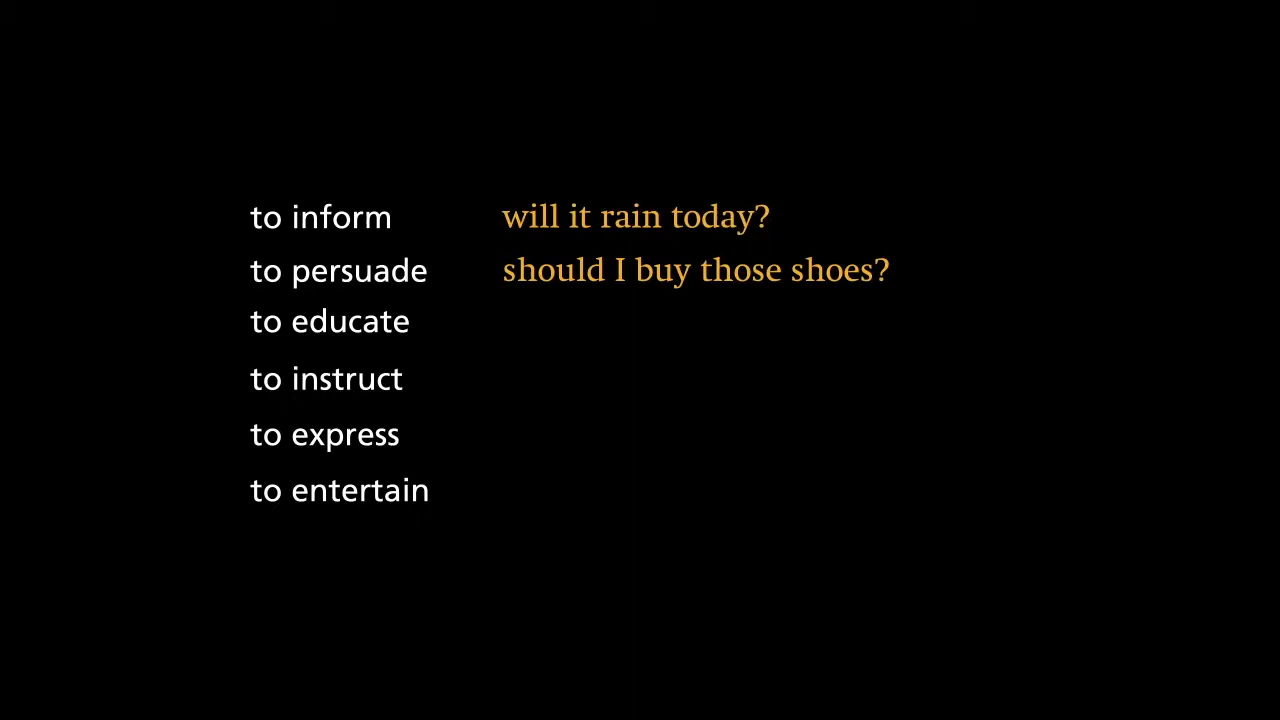 to inform will it rain today?
to persuade should I buy those shoes?
to educate
to instruct
to express
to entertain